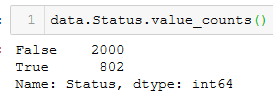 1 data.Status.value_counts()
False 2000
True 802
Name: Status, dtype: int64